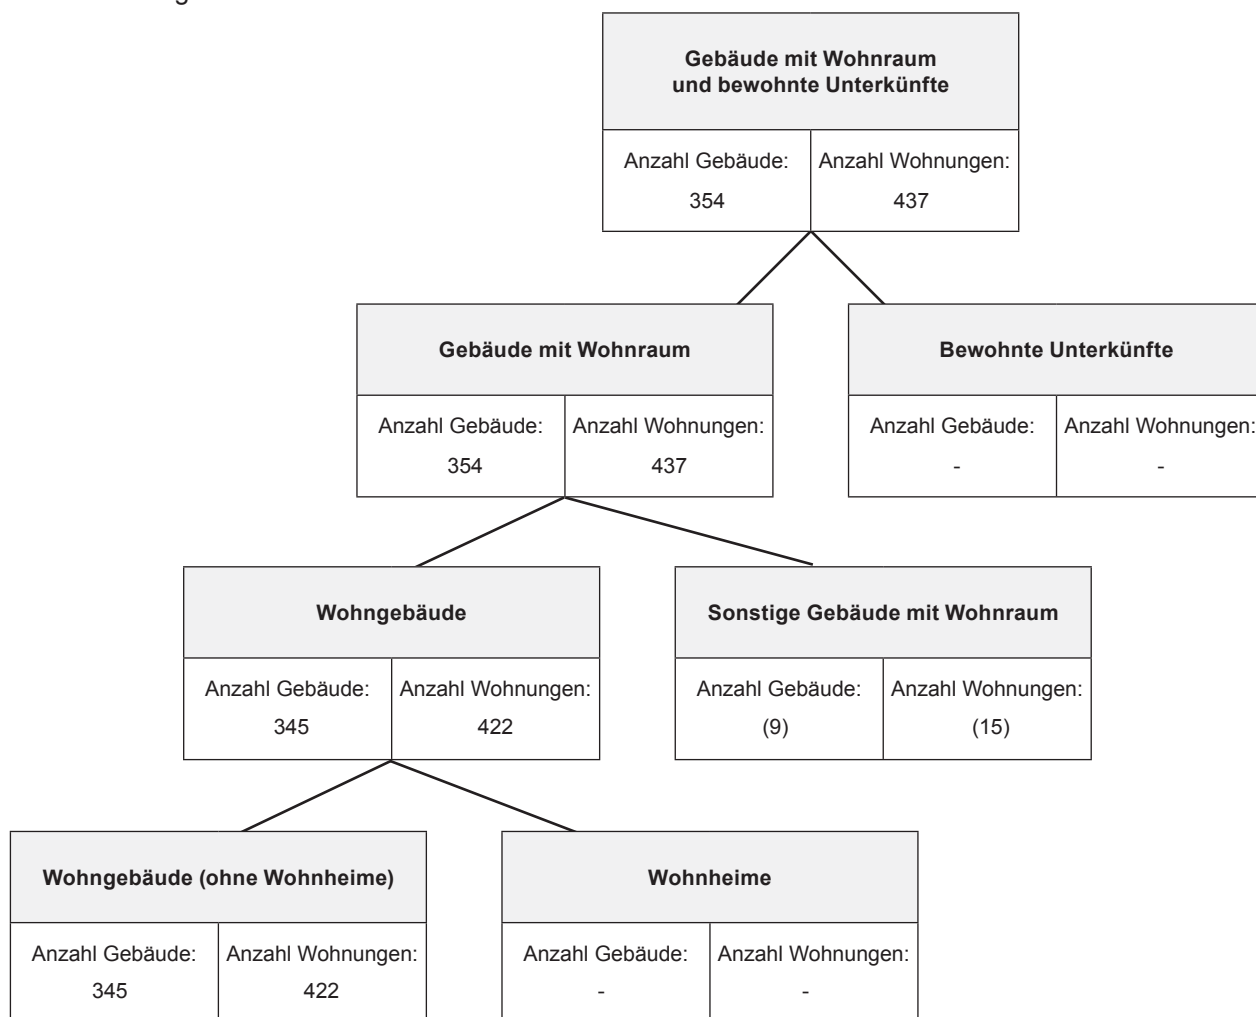 Gebäude mit Wohnraum
und bewohnte Unterkünfte
Anzahl Gebäude: Anzahl Wohnungen:
354 437
Gebäude mit Wohnraum
Bewohnte Unterkünfte
Anzahl Gebäude: Anzahl Wohnungen:
354 437
Anzahl Gebäude: Anzahl Wohnungen:
- -
Wohngebäude
Sonstige Gebäude mit Wohnraum
Anzahl Gebäude: Anzahl Wohnungen:
345 422
Anzahl Gebäude: Anzahl Wohnungen:
(9) (15)
Wohngebäude (ohne Wohnheime)
Wohnheime
Anzahl Gebäude: Anzahl Wohnungen:
345 422
Anzahl Gebäude: Anzahl Wohnungen:
- -